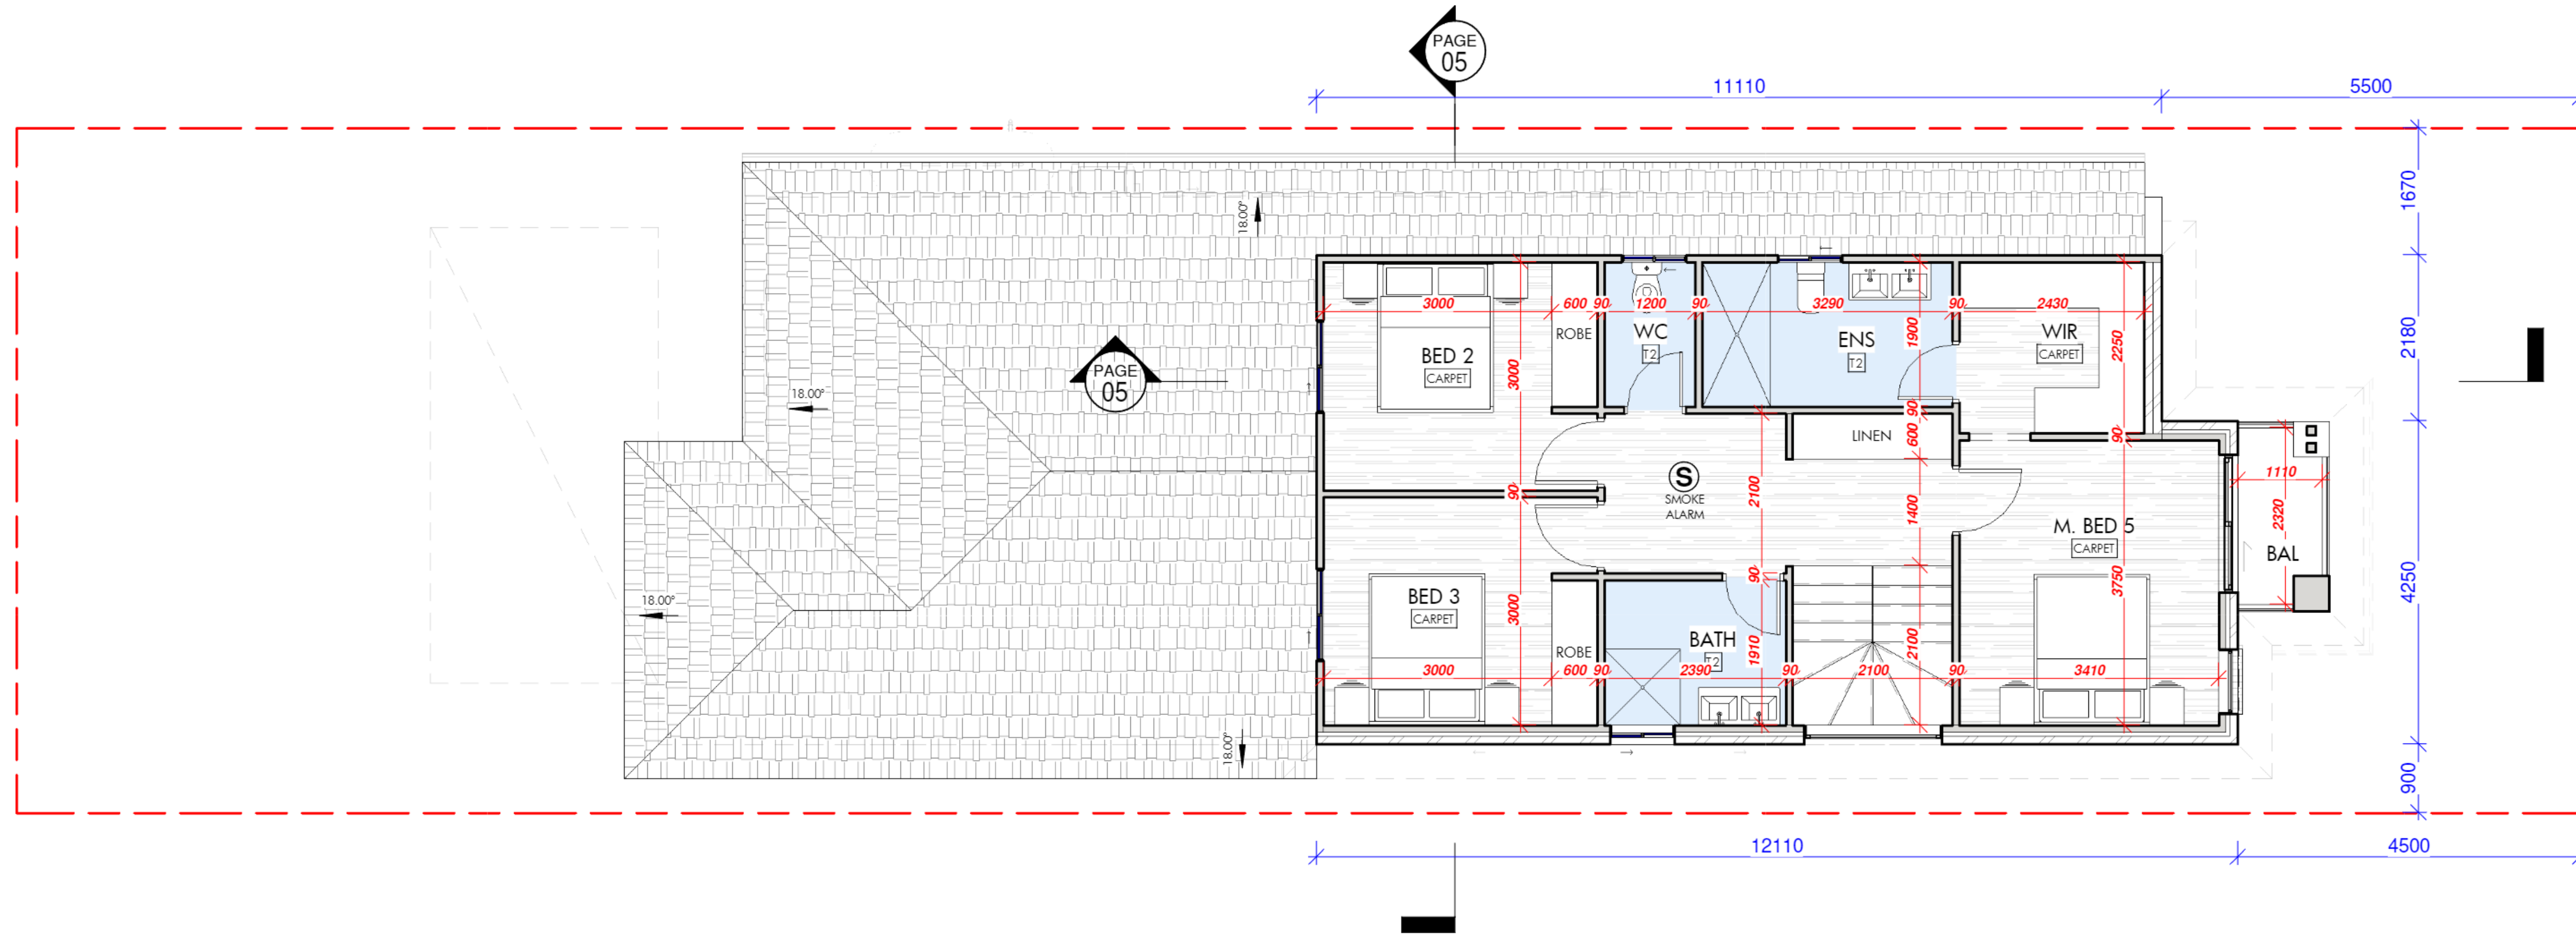 PAGE
05
11110
5500
1670
18.00°
3000
600
90
1200
90
3290
90
2430
ROBE
WC
T2
ENS
T2
1900
WIR
CARPET
2250
2180
BED 2
CARPET
3000
PAGE
05
18.00°
90
LINEN
600
90
S
SMOKE
ALARM
2100
1400
90
1110
2320
M. BED 5
CARPET
BAL
3750
4250
18.00°
BED 3
CARPET
3000
90
BATH
T2
1910
2100
ROBE
3000
600
90
2390
90
2100
90
3410
18.00°
900
12110
4500